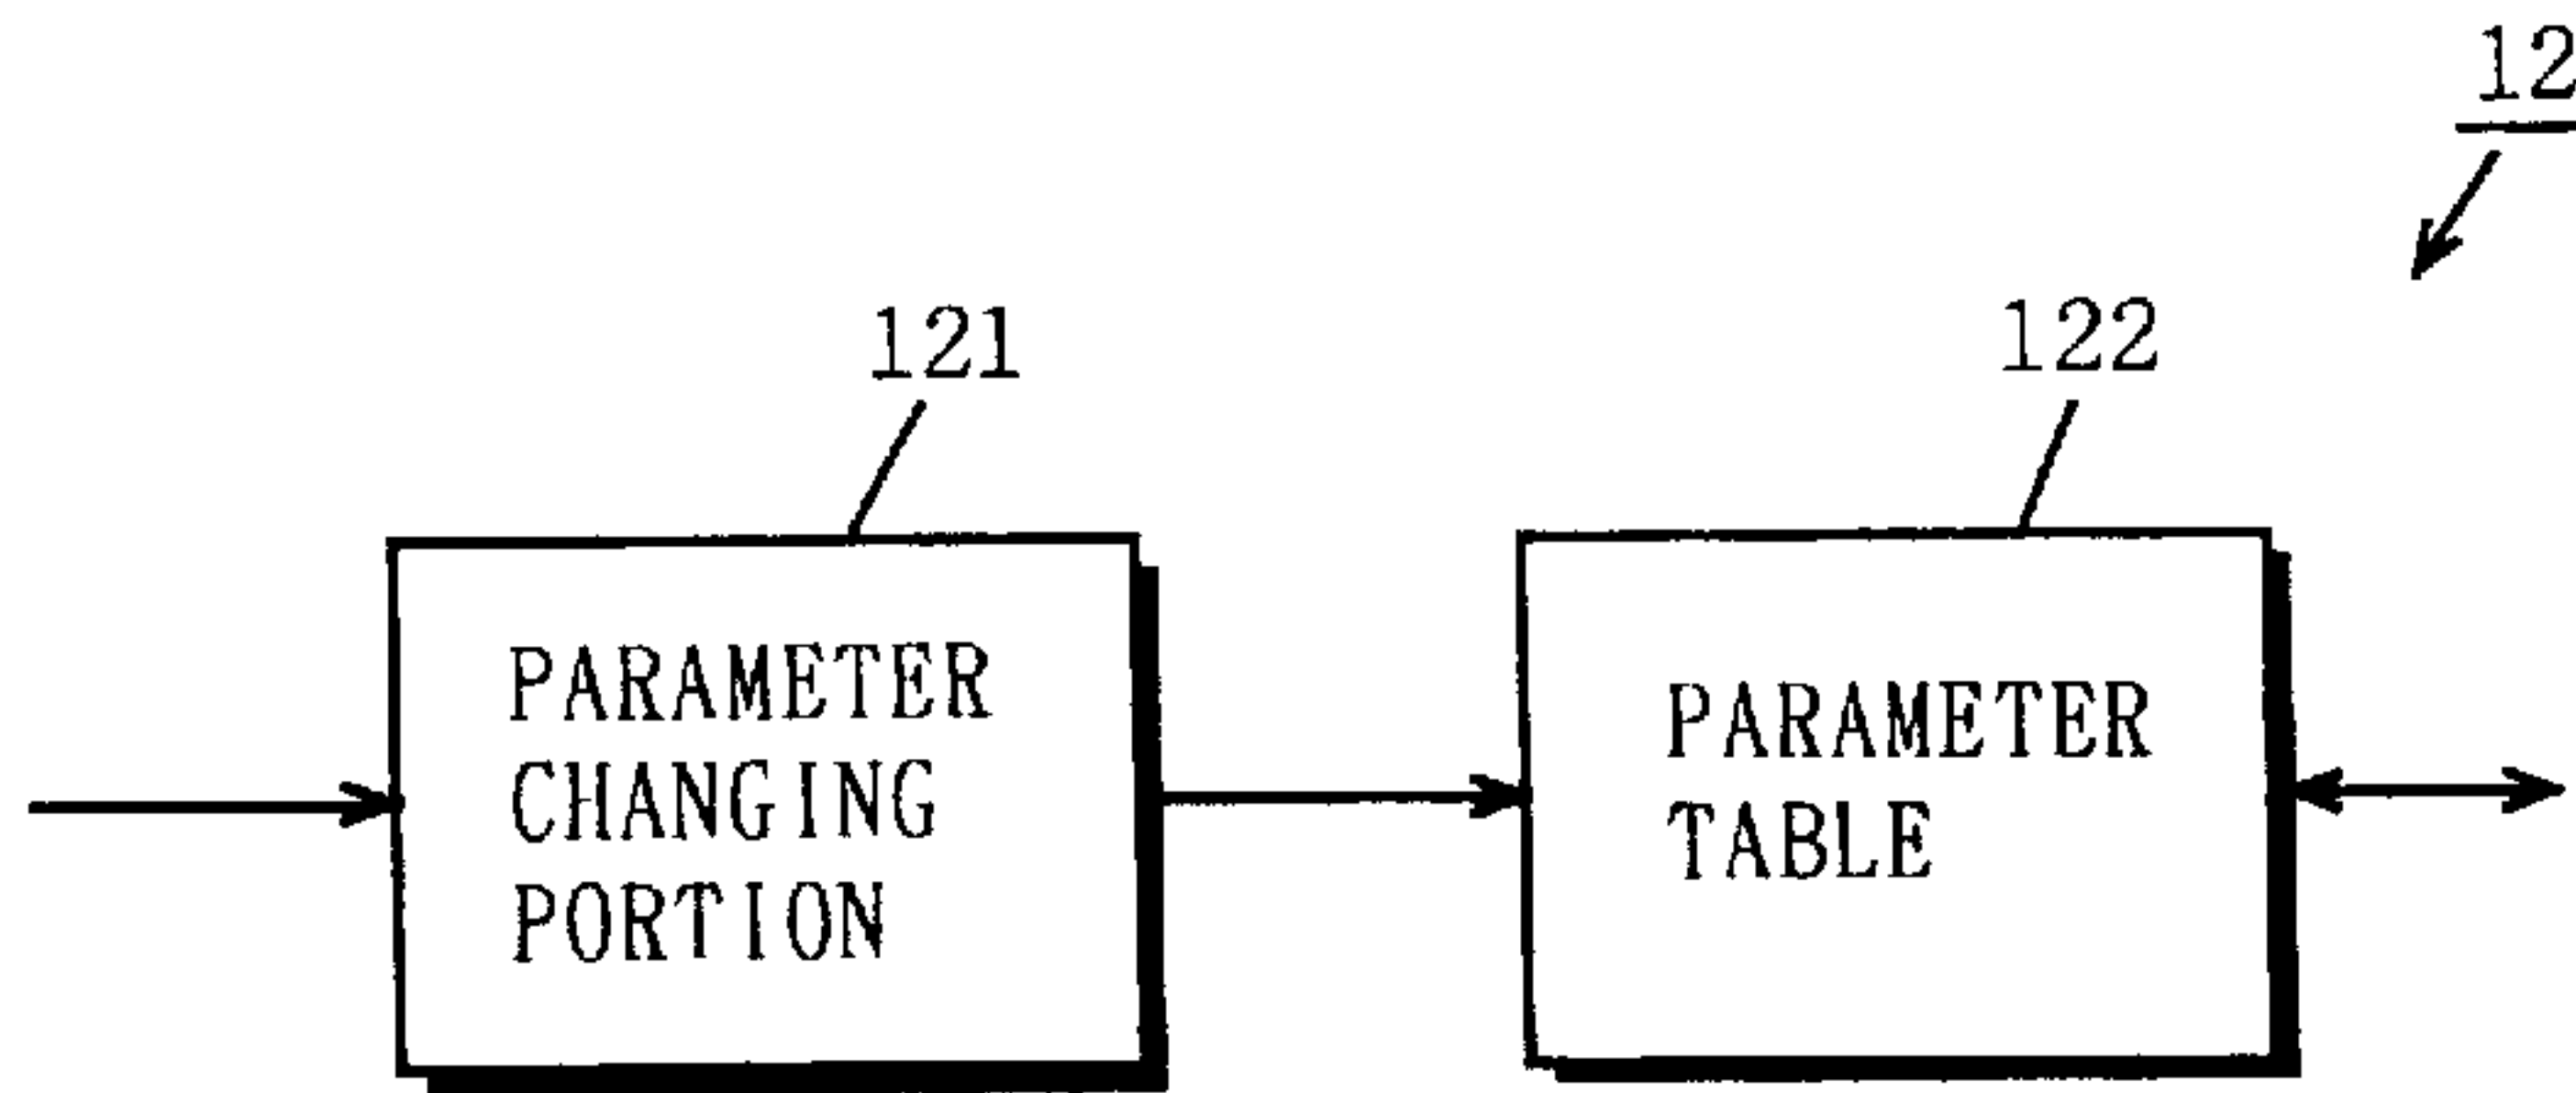 12
121
122
PARAMETER
CHANGING
PORTION
PARAMETER
TABLE